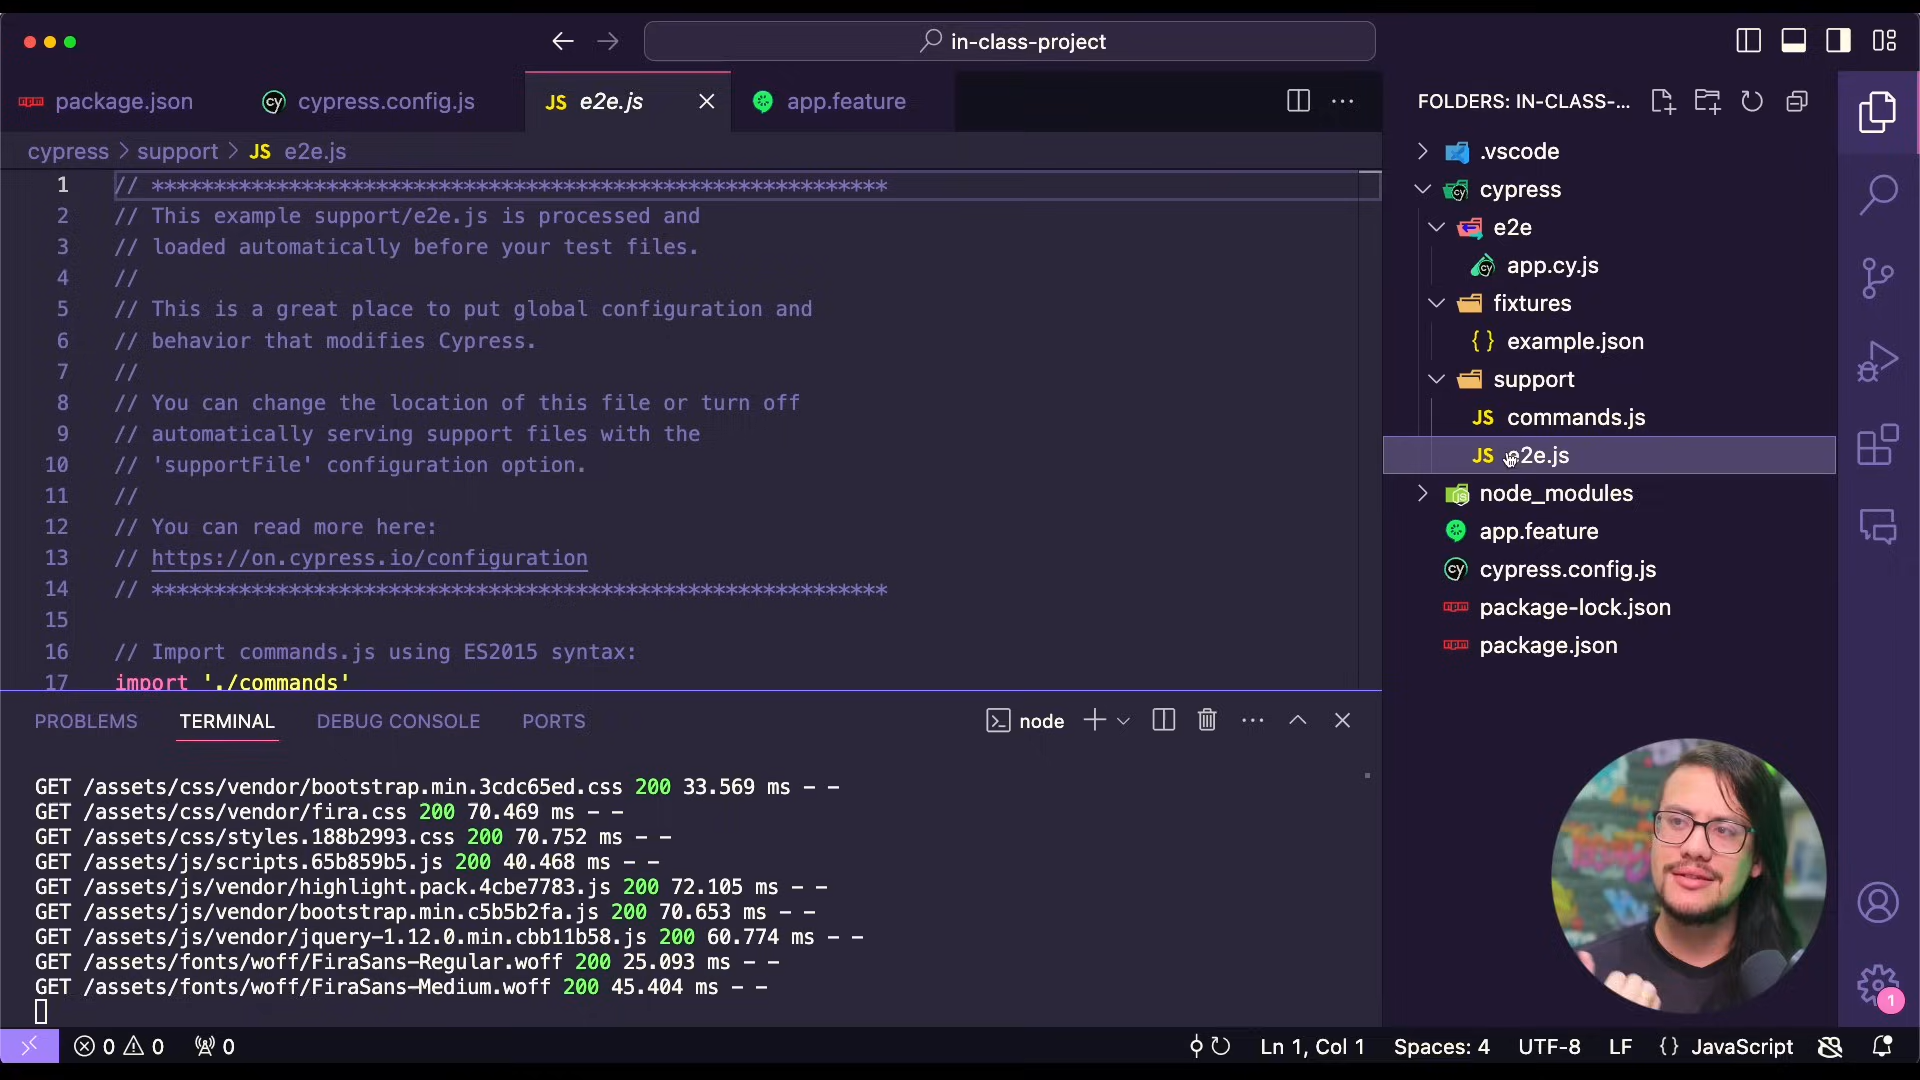 in-class-project
package.json
cypress.config.js
JS e2e.js
app.feature
cypress > support > JS e2e.js
1 // ***********************************************************
2 // This example support/e2e.js is processed and
3 // loaded automatically before your test files.
4 //
5 // This is a great place to put global configuration and
6 // behavior that modifies Cypress.
7 //
8 // You can change the location of this file or turn off
9 // automatically serving support files with the
10 // 'supportFile' configuration option.
11 //
12 // You can read more here:
13 // https://on.cypress.io/configuration
14 // ***********************************************************
15
16 // Import commands.js using ES2015 syntax:
17 import './commands'
PROBLEMS TERMINAL DEBUG CONSOLE PORTS
node
GET /assets/css/vendor/bootstrap.min.3cdc65ed.css 200 33.569 ms - -
GET /assets/css/vendor/fira.css 200 70.469 ms - -
GET /assets/css/styles.188b2993.css 200 70.752 ms - -
GET /assets/js/scripts.65b859b5.js 200 40.468 ms - -
GET /assets/js/vendor/highlight.pack.4cbe7783.js 200 72.105 ms - -
GET /assets/js/vendor/bootstrap.min.c5b5b2fa.js 200 70.653 ms - -
GET /assets/js/vendor/jquery-1.12.0.min.cbb11b58.js 200 60.774 ms - -
GET /assets/fonts/woff/FiraSans-Regular.woff 200 25.093 ms - -
GET /assets/fonts/woff/FiraSans-Medium.woff 200 45.404 ms - -
FOLDERS: IN-CLASS-...
.vscode
cypress
e2e
app.cy.js
fixtures
{ } example.json
support
JS commands.js
JS e2e.js
node_modules
app.feature
cypress.config.js
package-lock.json
package.json
1
0 0 0
Ln 1, Col 1 Spaces: 4 UTF-8 LF { } JavaScript